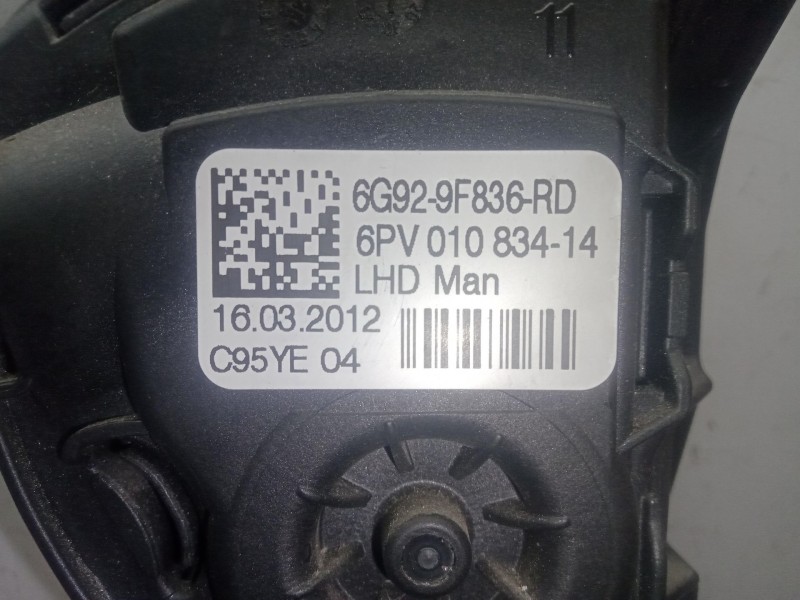 11
6G92-9F836-RD
6PV 010 834-14
LHD Man
16.03.2012
C95YE 04